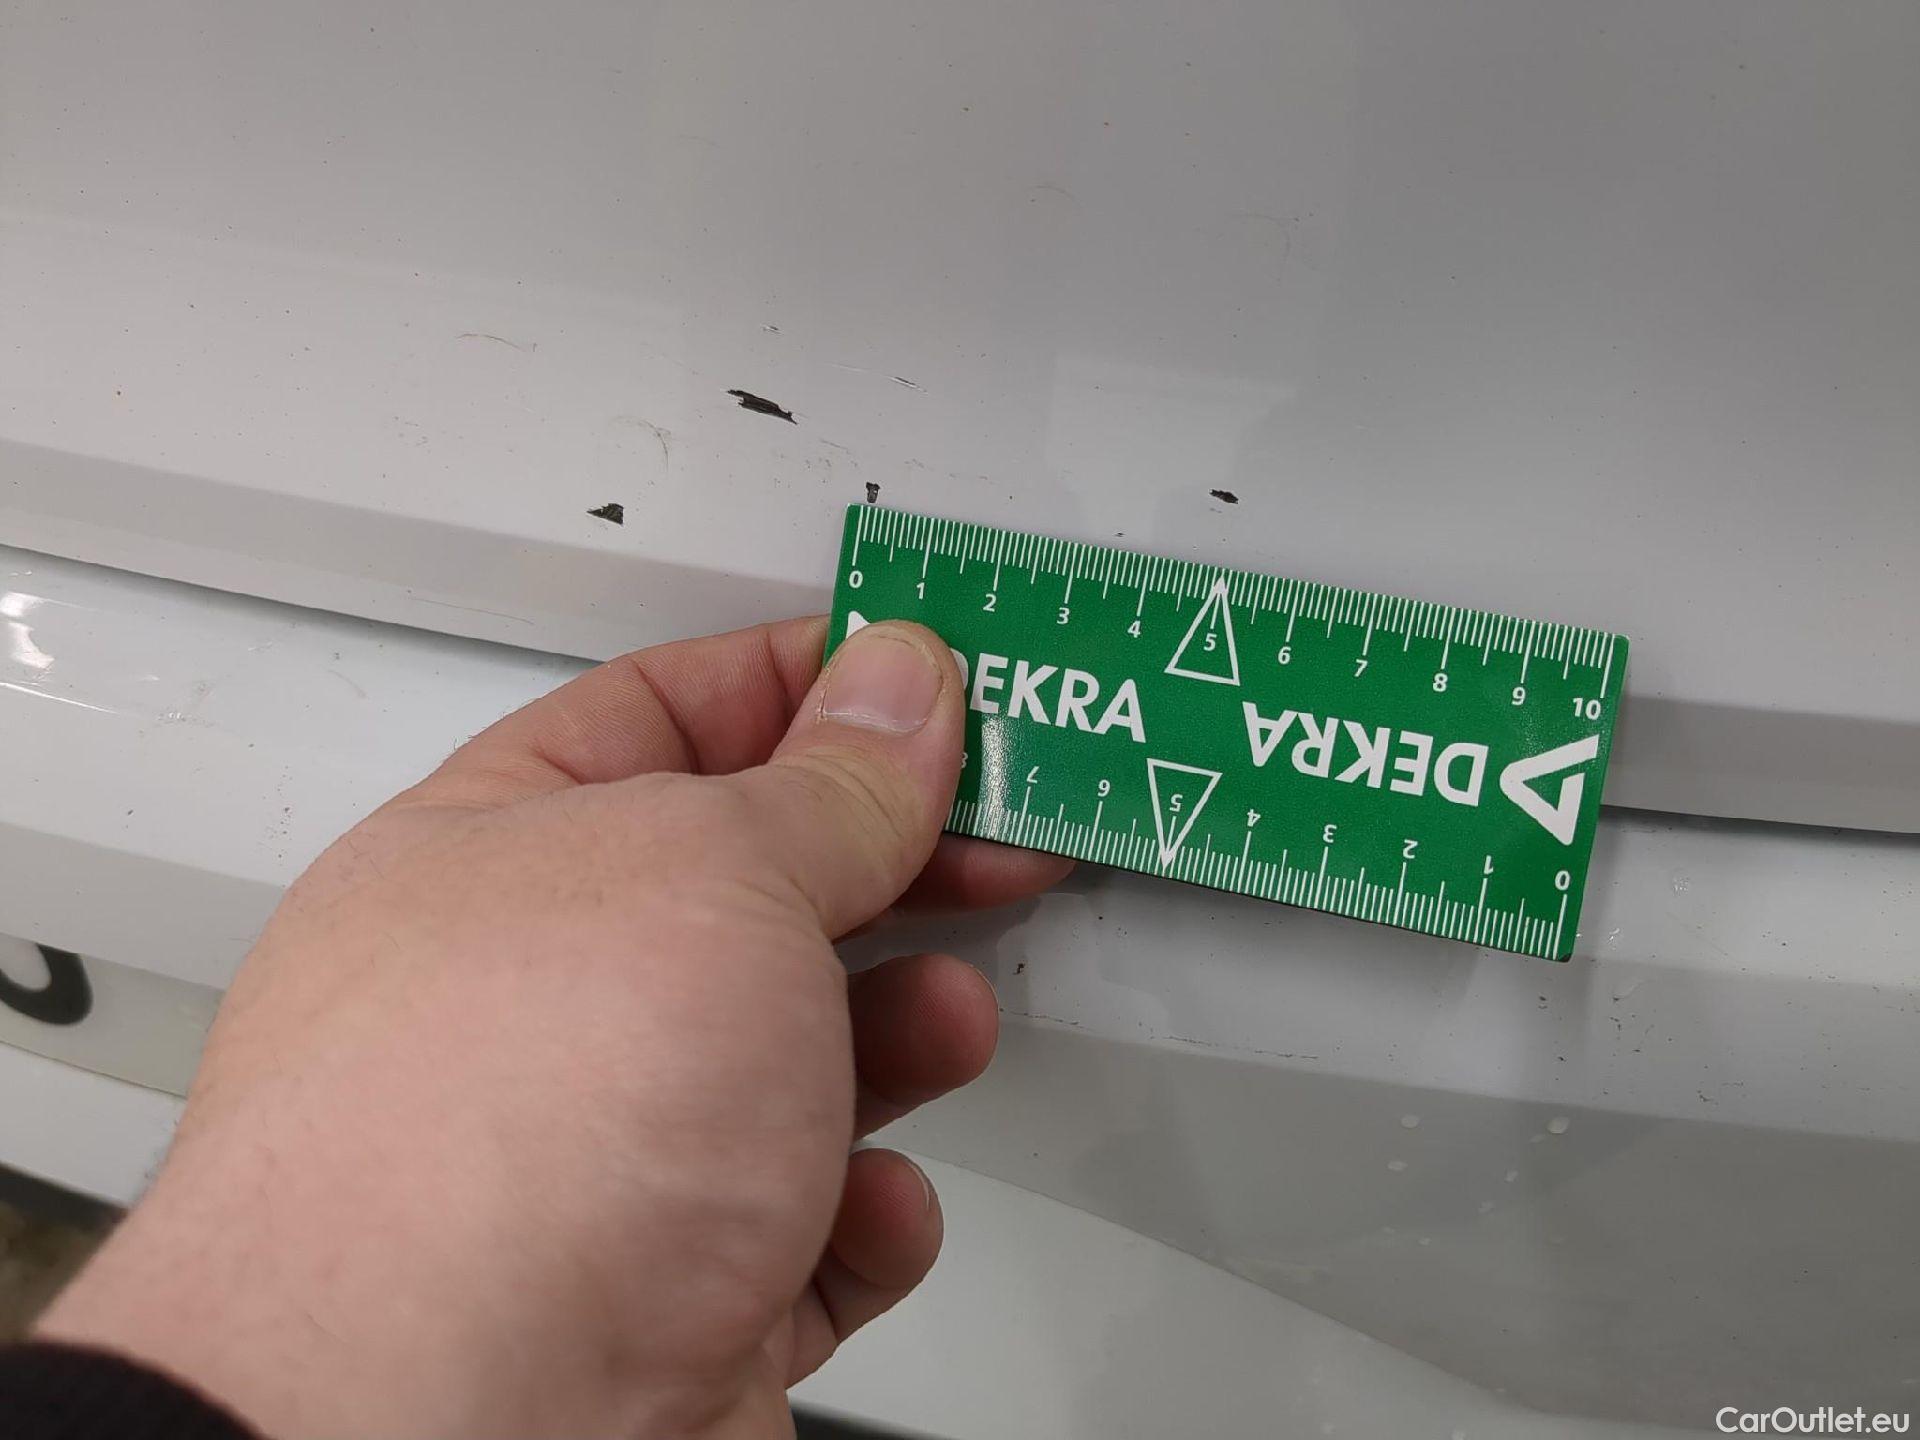 0 1 2 3 4 5 6 7 8 9 10
DEKRA
DEKRA
8 7 6 5 4 3 2 1 0
CarOutlet.eu